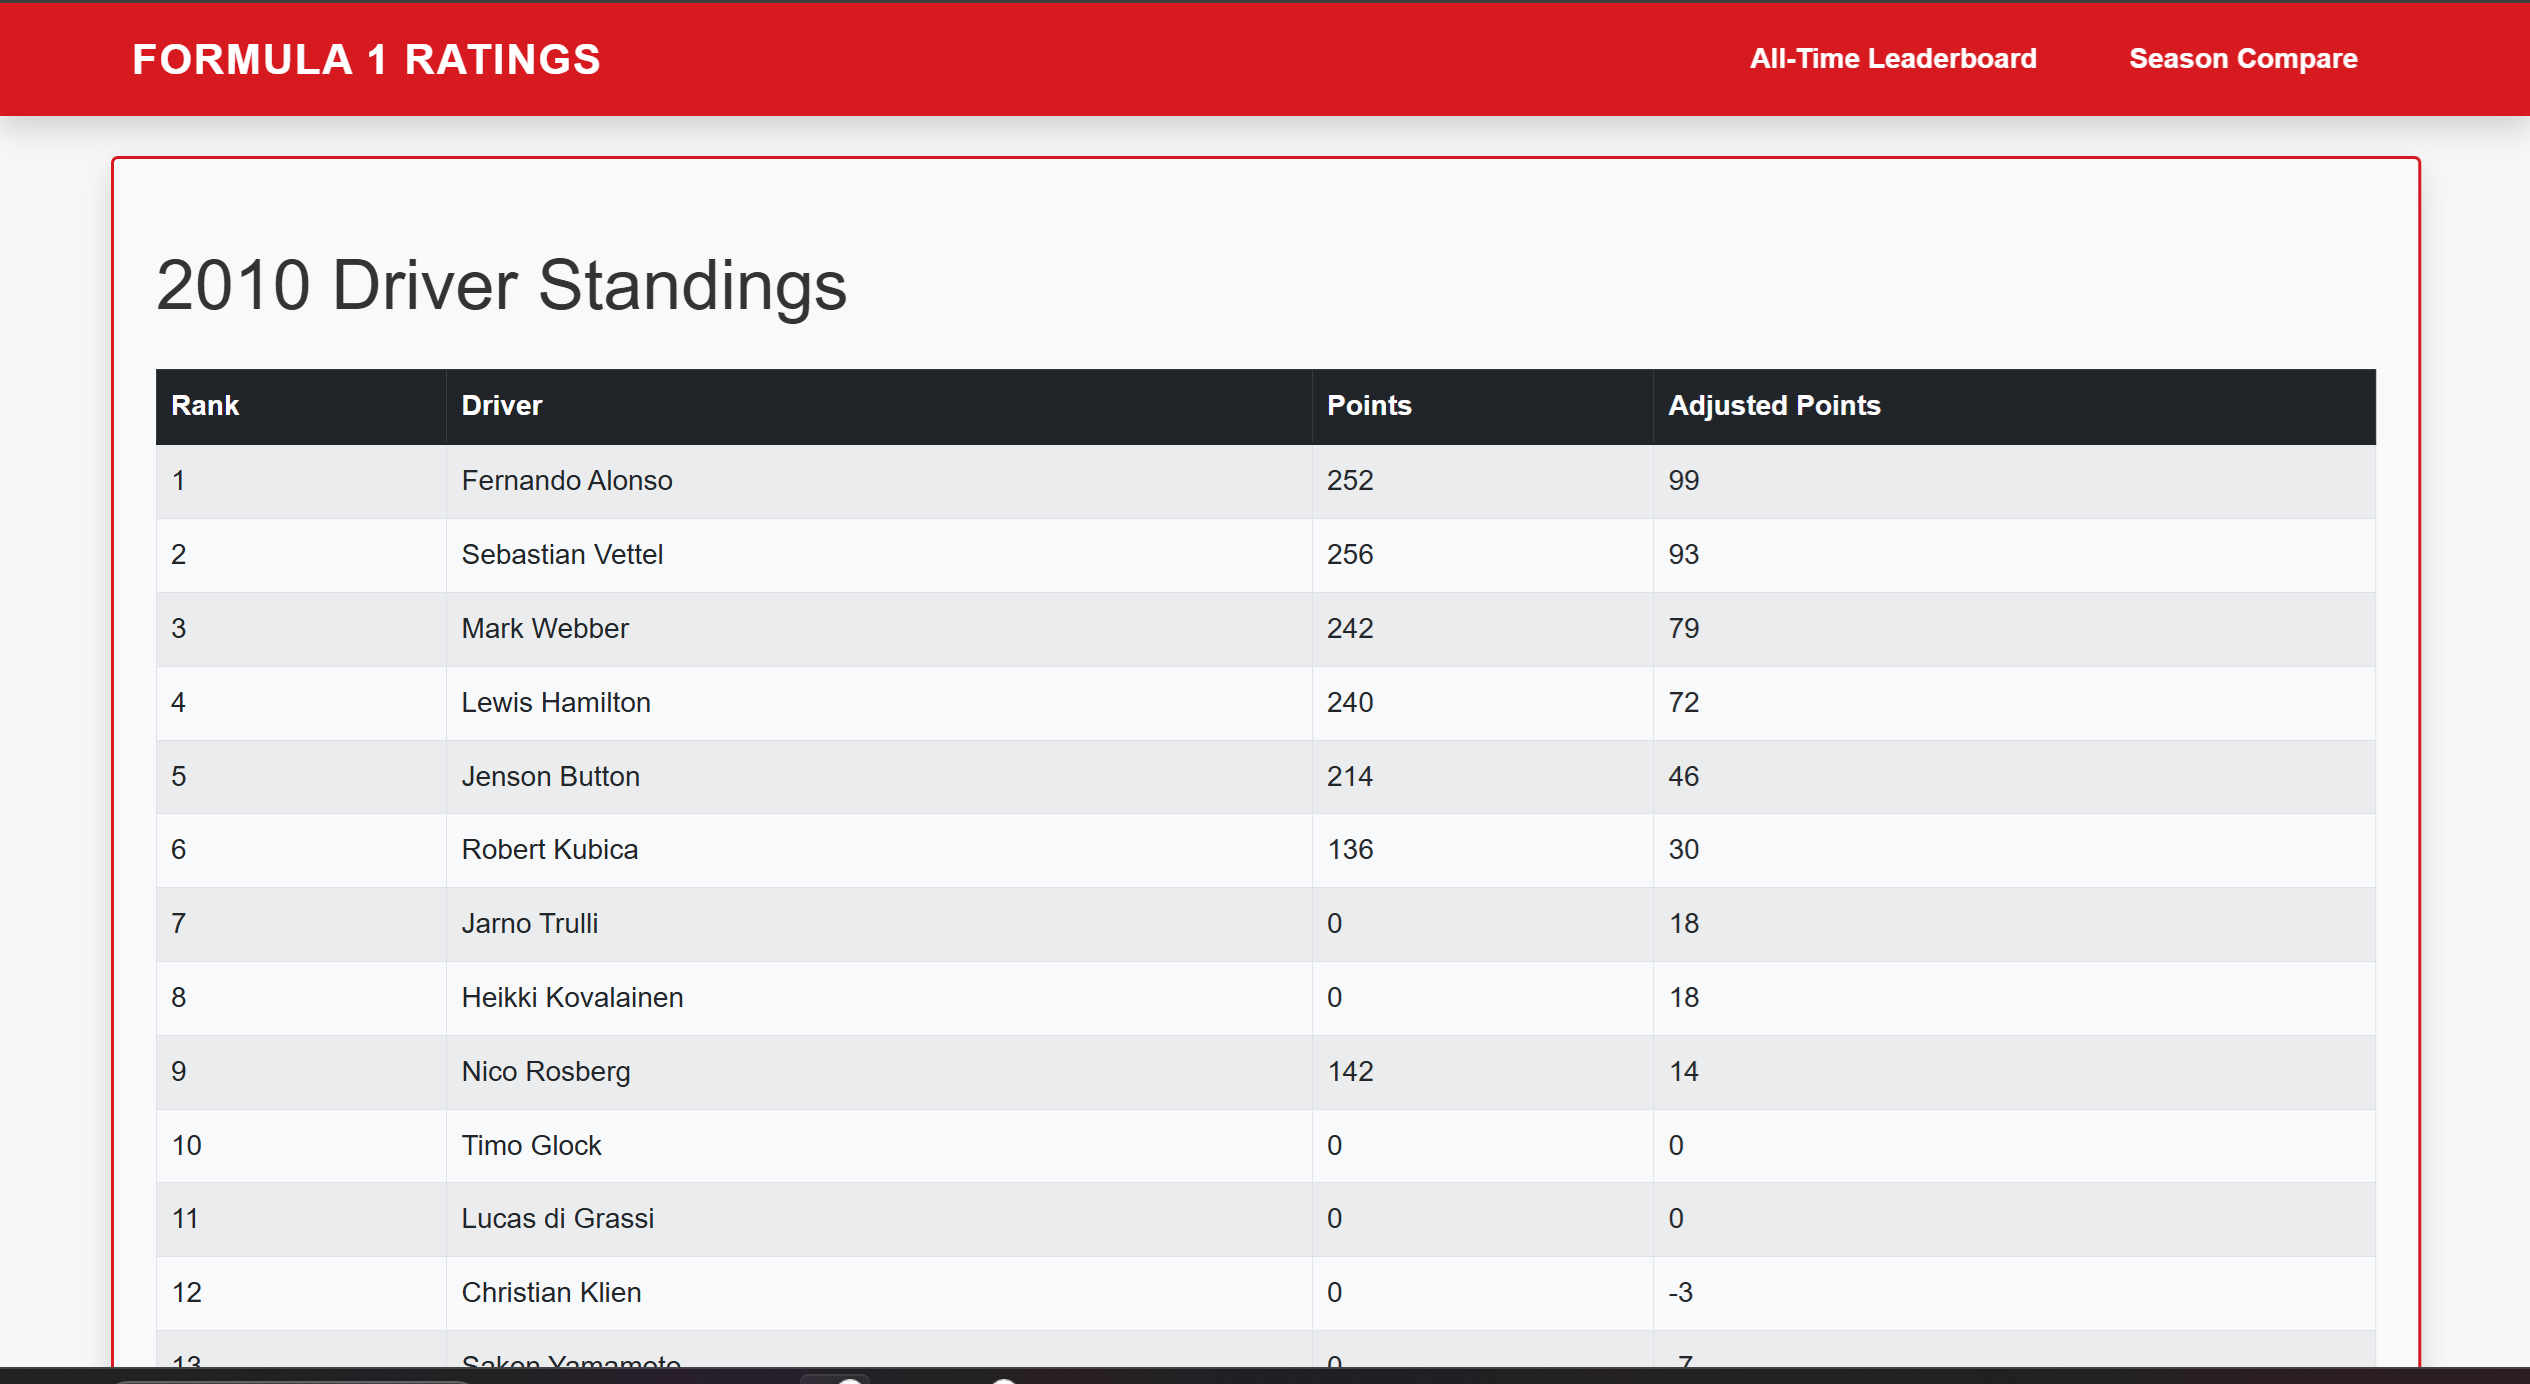 FORMULA 1 RATINGS All-Time Leaderboard Season Compare
2010 Driver Standings
Rank Driver Points Adjusted Points
1 Fernando Alonso 252 99
2 Sebastian Vettel 256 93
3 Mark Webber 242 79
4 Lewis Hamilton 240 72
5 Jenson Button 214 46
6 Robert Kubica 136 30
7 Jarno Trulli 0 18
8 Heikki Kovalainen 0 18
9 Nico Rosberg 142 14
10 Timo Glock 0 0
11 Lucas di Grassi 0 0
12 Christian Klien 0 -3
13 Sakon Yamamoto 0 -7